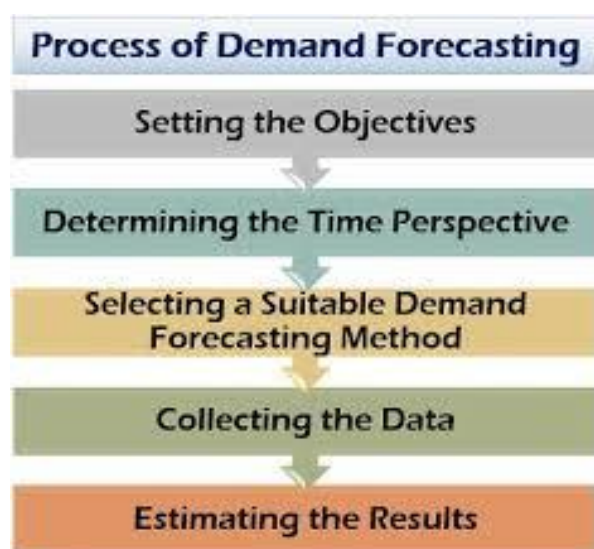 Process of Demand Forecasting
Setting the Objectives
Determining the Time Perspective
Selecting a Suitable Demand
Forecasting Method
Collecting the Data
Estimating the Results